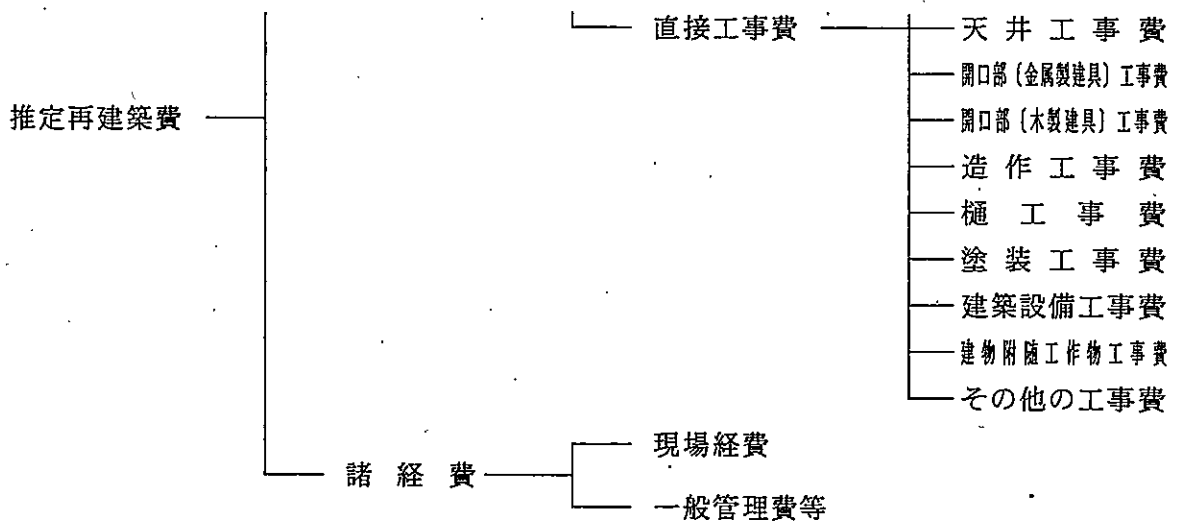 直接工事費
天井工事費
開口部〔金属製建具〕工事費
推定再建築費
開口部〔木製建具〕工事費
造作工事費
樋工事費
塗装工事費
建築設備工事費
建物附随工作物工事費
その他の工事費
現場経費
諸経費
一般管理費等